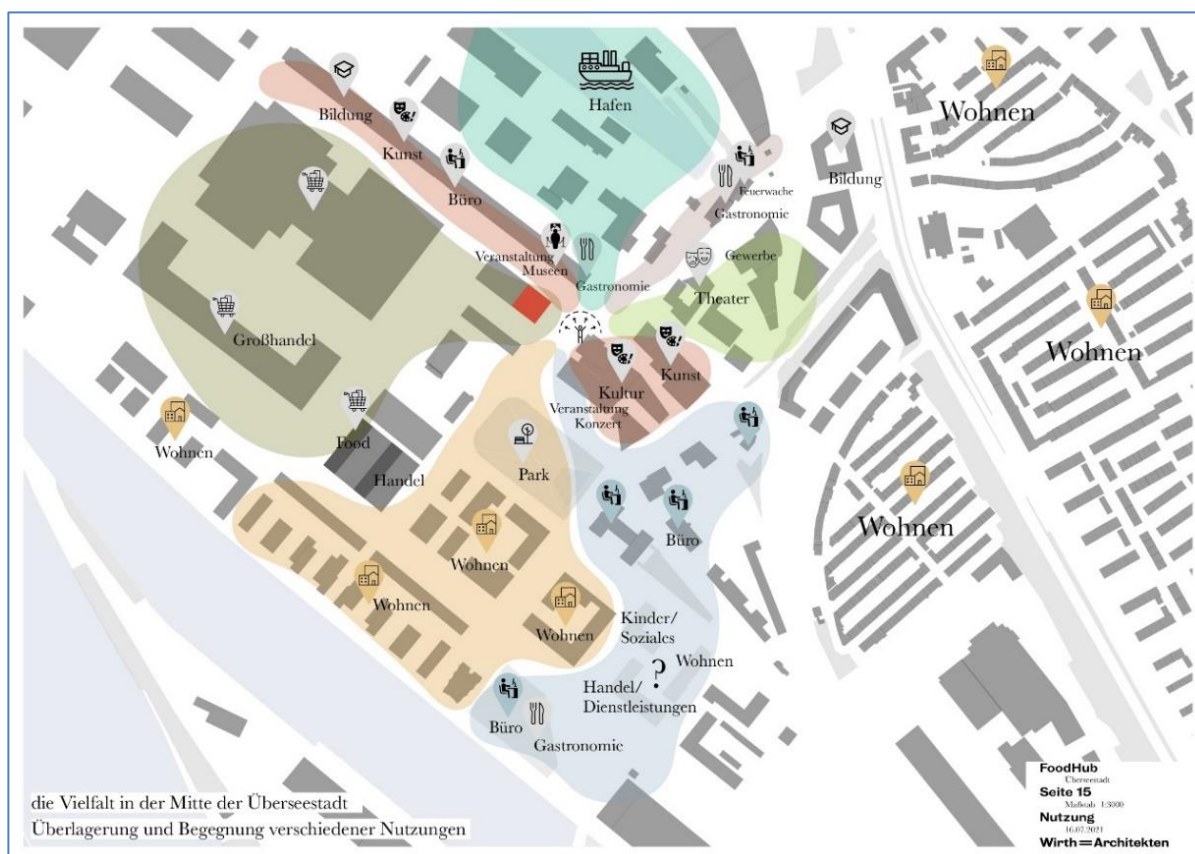 Hafen
Wohnen
Bildung
Kunst
Büro
Bildung
Feuerwache
Gastronomie
Veranstaltung
Museen
Gastronomie
Gewerbe
Theater
Großhandel
Kultur
Kunst
Veranstaltung
Konzert
Wohnen
Wohnen
Food
Handel
Park
Wohnen
Büro
Wohnen
Wohnen
Wohnen
Kinder/
Soziales
?
Wohnen
Handel/
Dienstleistungen
Büro
Gastronomie
die Vielfalt in der Mitte der Überseestadt
Überlagerung und Begegnung verschiedener Nutzungen
FoodHub
Überseestadt
Seite 15
Maßstab 1:3000
Nutzung
16.07.2021
Wirth=Architekten